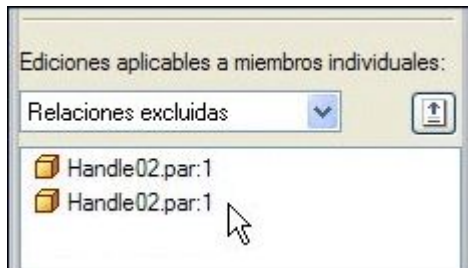 Ediciones aplicables a miembros individuales:
Relaciones excluidas
Handle02.par:1
Handle02.par:1